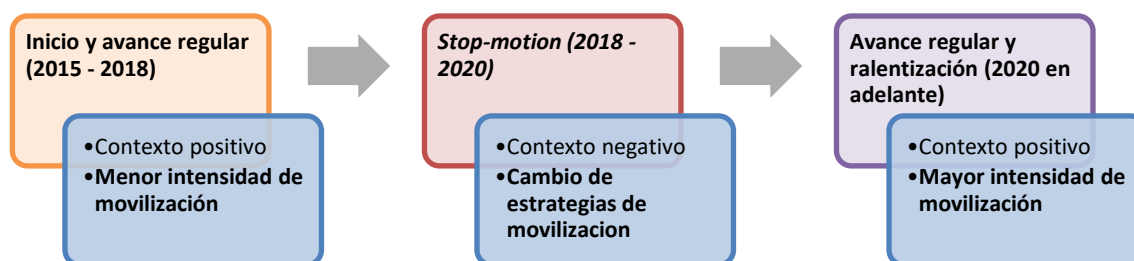 Inicio y avance regular
(2015 - 2018)
•Contexto positivo
•Menor intensidad de
movilización
Stop-motion (2018 -
2020)
•Contexto negativo
•Cambio de
estrategias de
movilizacion
Avance regular y
ralentización (2020 en
adelante)
•Contexto positivo
•Mayor intensidad de
movilización